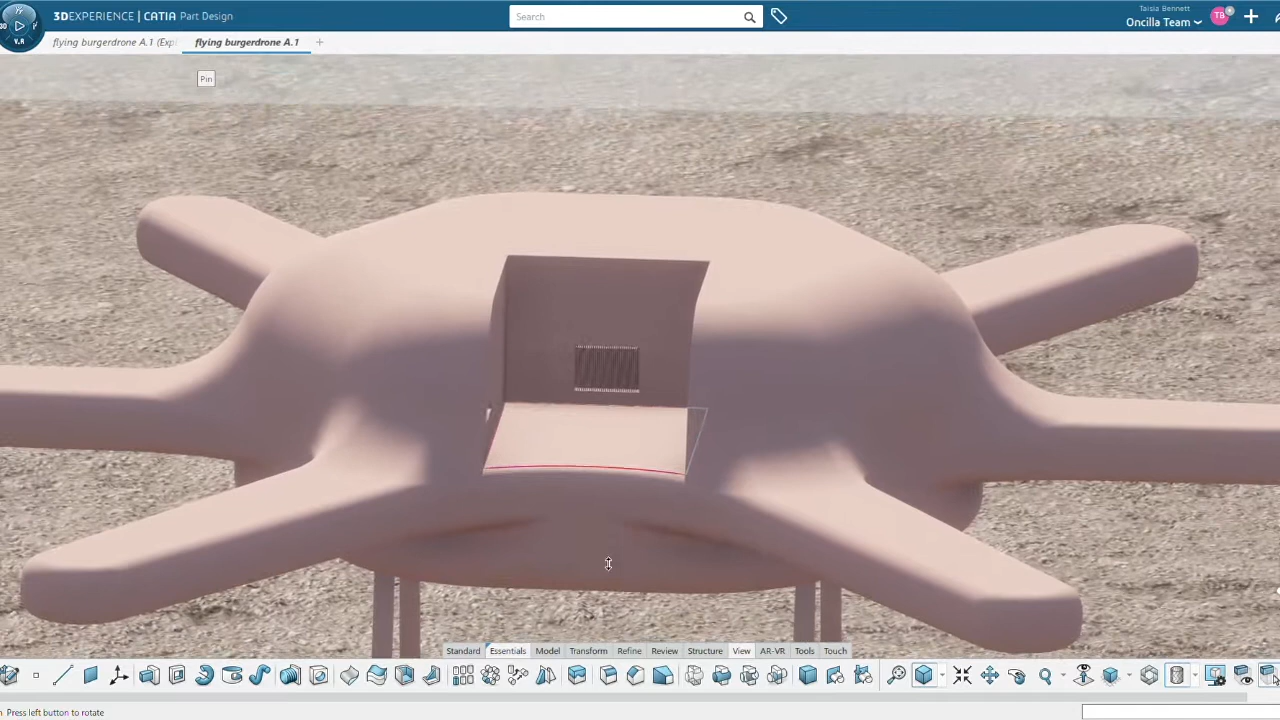 Taisia Bennett
3DEXPERIENCE | CATIA Part Design
Search
Oncilla Team
TB
3D
V.R
flying burgerdrone A.1 (Exp
flying burgerdrone A.1
Pin
Standard Essentials Model Transform Refine Review Structure View AR-VR Tools Touch
Press left button to rotate